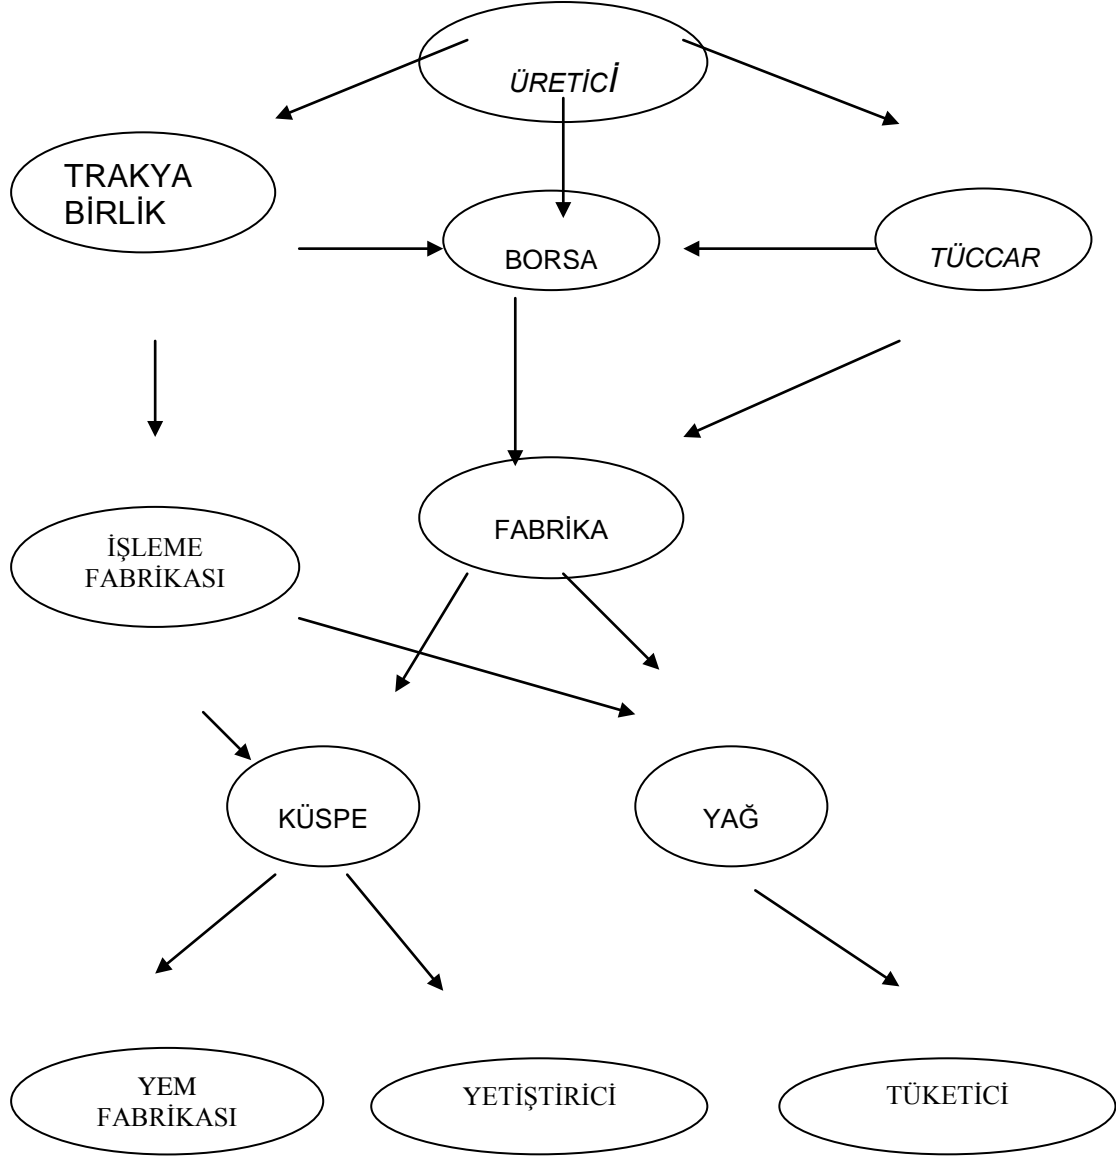 ÜRETİCİ
TRAKYA
BİRLİK
BORSA
TÜCCAR
FABRİKA
İŞLEME
FABRİKASI
KÜSPE
YAĞ
YEM
FABRİKASI
YETİŞTİRİCİ
TÜKETİCİ